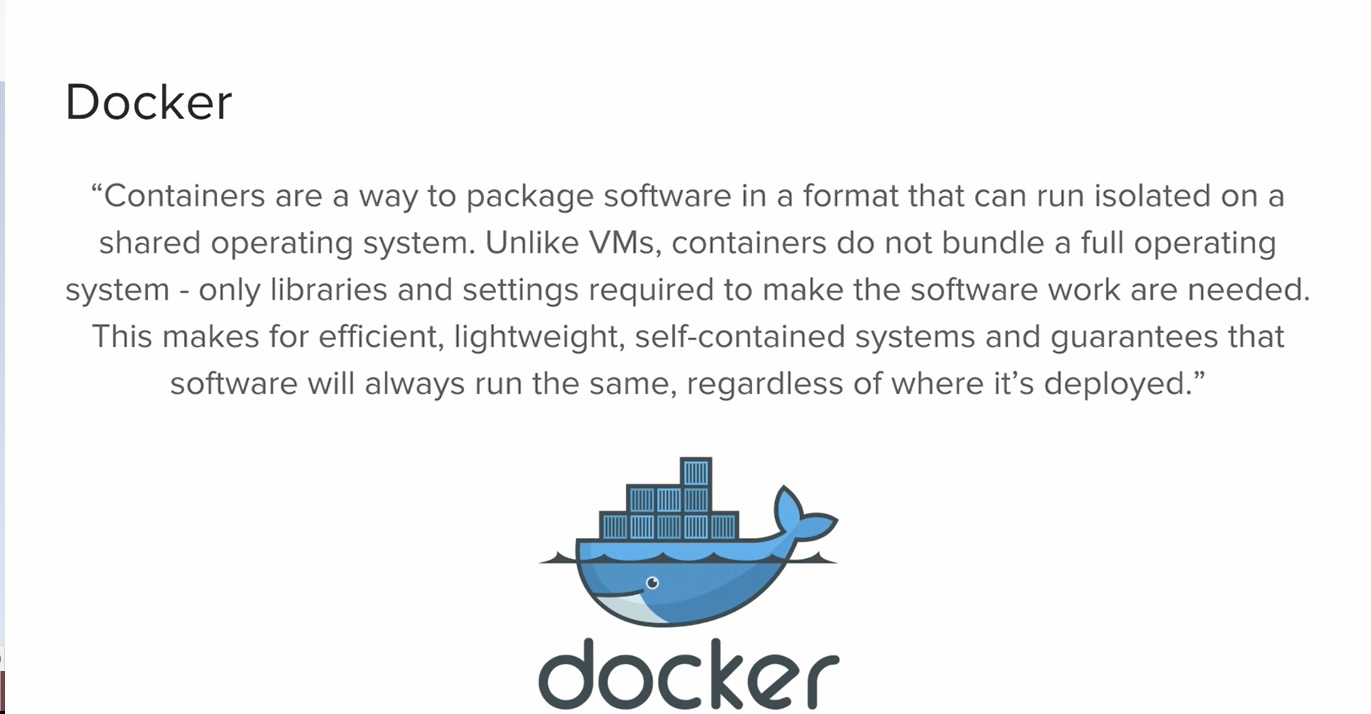 Docker
“Containers are a way to package software in a format that can run isolated on a
shared operating system. Unlike VMs, containers do not bundle a full operating
system - only libraries and settings required to make the software work are needed.
This makes for efficient, lightweight, self-contained systems and guarantees that
software will always run the same, regardless of where it’s deployed.”
docker